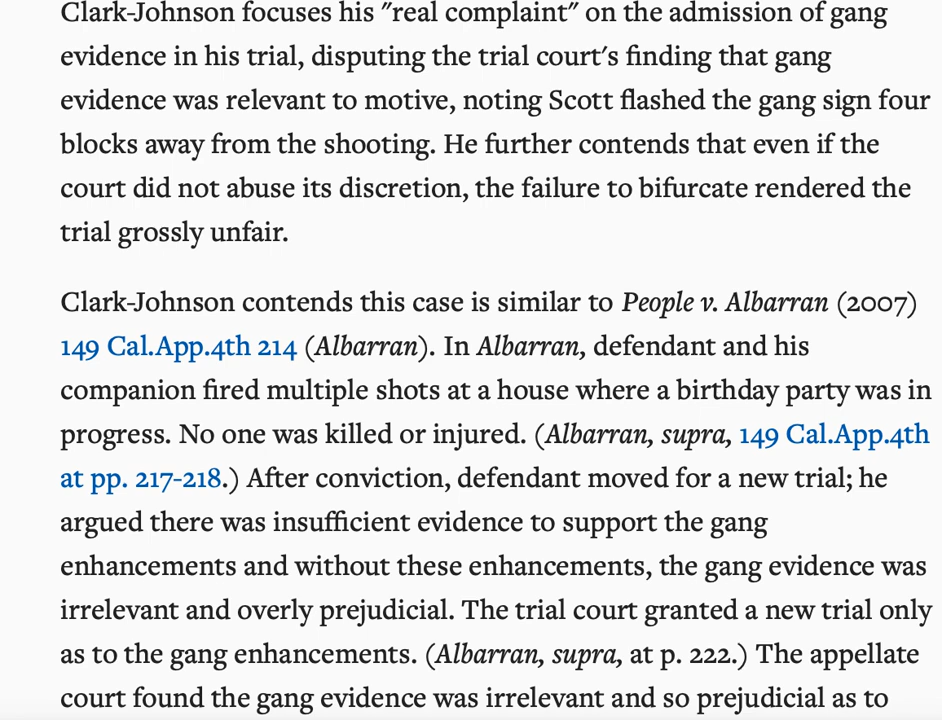 Clark-Johnson focuses his "real complaint" on the admission of gang
evidence in his trial, disputing the trial court's finding that gang
evidence was relevant to motive, noting Scott flashed the gang sign four
blocks away from the shooting. He further contends that even if the
court did not abuse its discretion, the failure to bifurcate rendered the
trial grossly unfair.
Clark-Johnson contends this case is similar to People v. Albarran (2007)
149 Cal.App.4th 214 (Albarran). In Albarran, defendant and his
companion fired multiple shots at a house where a birthday party was in
progress. No one was killed or injured. (Albarran, supra, 149 Cal.App.4th
at pp. 217-218.) After conviction, defendant moved for a new trial; he
argued there was insufficient evidence to support the gang
enhancements and without these enhancements, the gang evidence was
irrelevant and overly prejudicial. The trial court granted a new trial only
as to the gang enhancements. (Albarran, supra, at p. 222.) The appellate
court found the gang evidence was irrelevant and so prejudicial as to